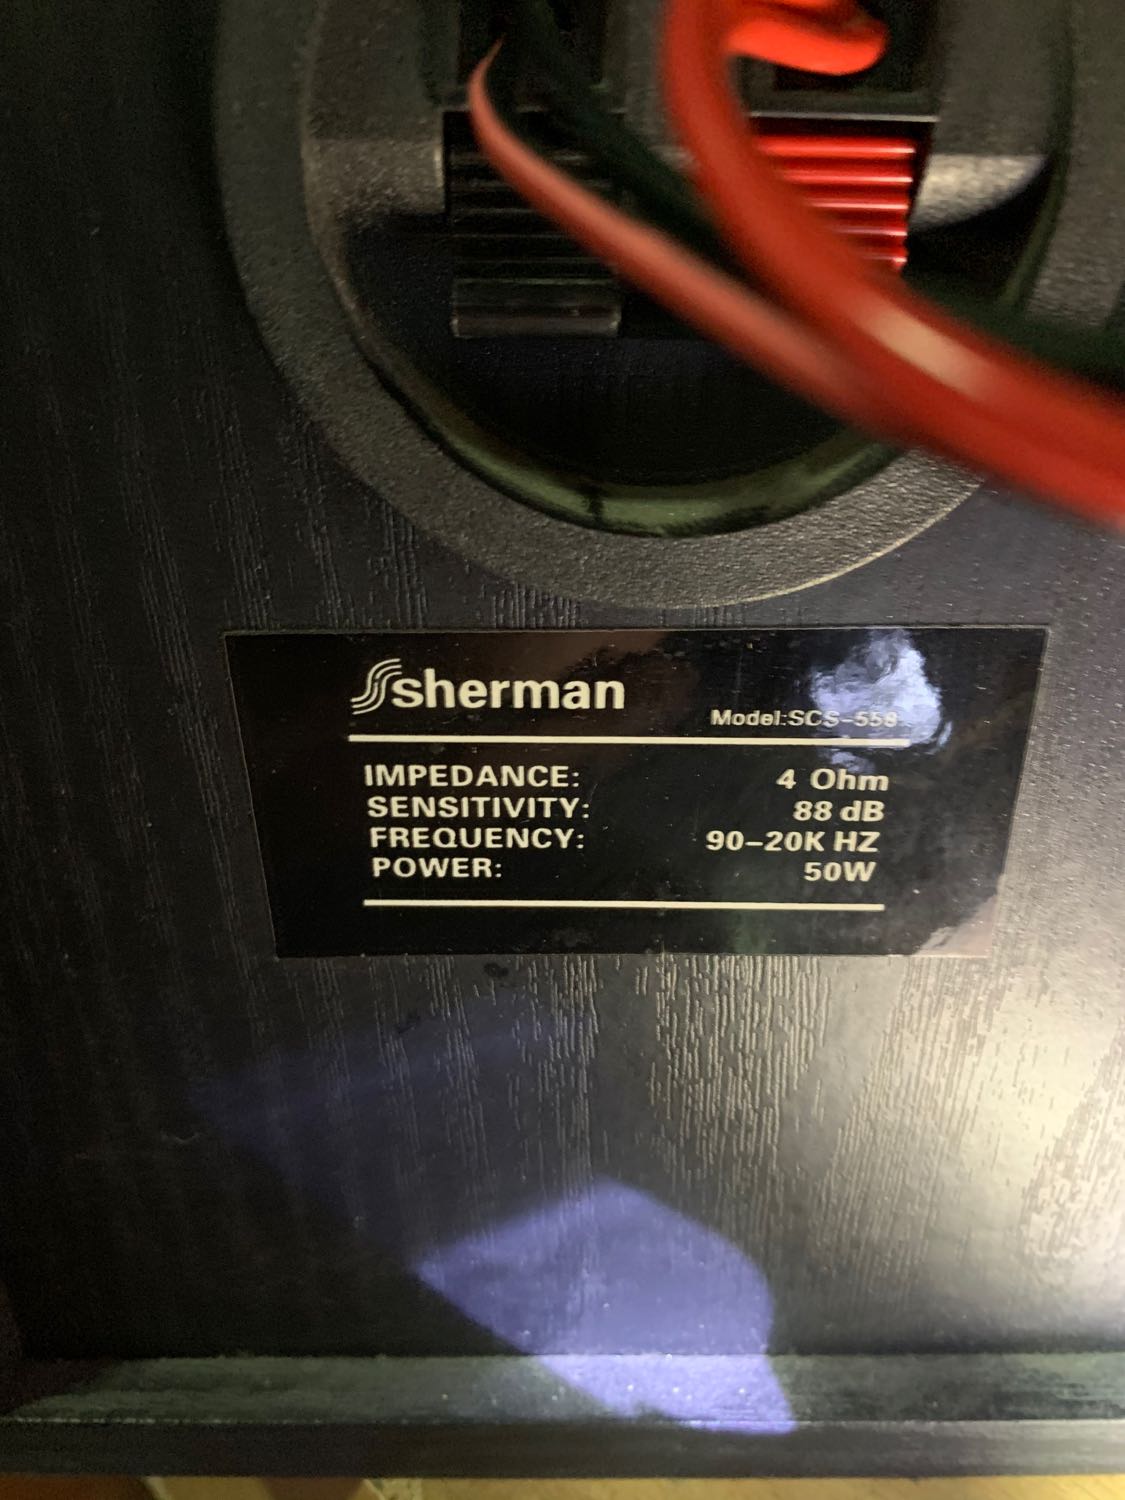 sherman
Model:SCS-558
IMPEDANCE: 4 Ohm
SENSITIVITY: 88 dB
FREQUENCY: 90-20K HZ
POWER: 50W